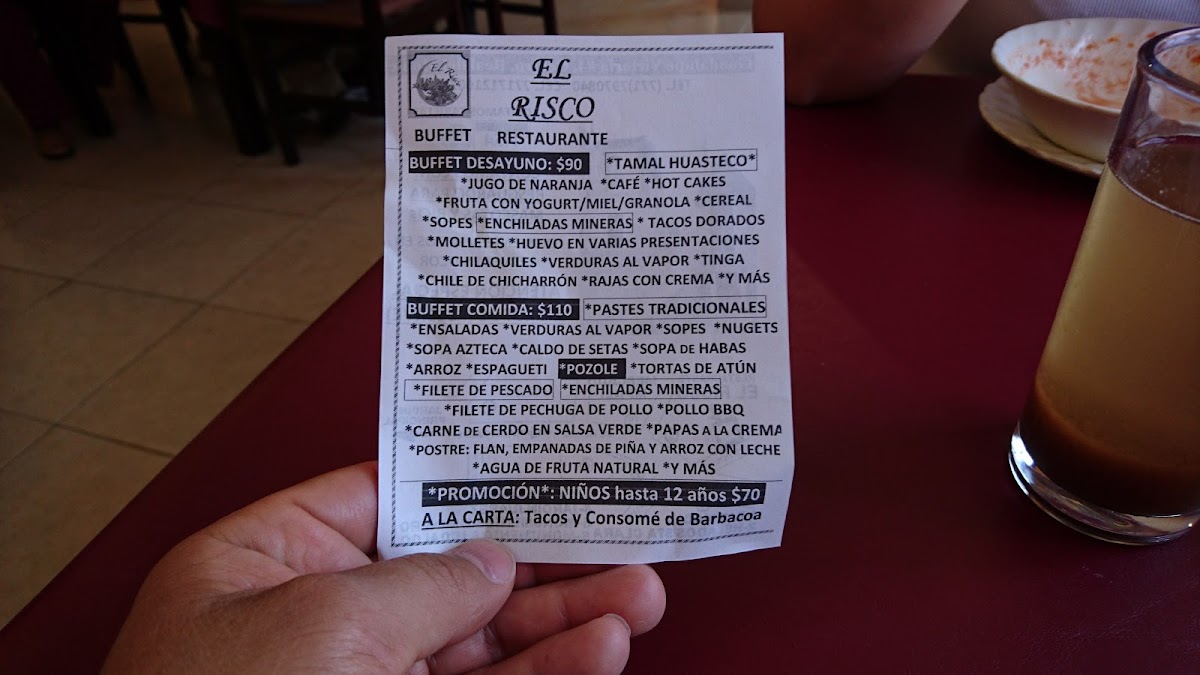 El Risco
EL
RISCO
BUFFET RESTAURANTE
BUFFET DESAYUNO: $90 *TAMAL HUASTECO*
*JUGO DE NARANJA *CAFÉ *HOT CAKES
*FRUTA CON YOGURT/MIEL/GRANOLA *CEREAL
*SOPES *ENCHILADAS MINERAS * TACOS DORADOS
*MOLLETES *HUEVO EN VARIAS PRESENTACIONES
*CHILAQUILES *VERDURAS AL VAPOR *TINGA
*CHILE DE CHICHARRÓN *RAJAS CON CREMA *Y MÁS
BUFFET COMIDA: $110 *PASTES TRADICIONALES
*ENSALADAS *VERDURAS AL VAPOR *SOPES *NUGETS
*SOPA AZTECA *CALDO DE SETAS *SOPA DE HABAS
*ARROZ *ESPAGUETI *POZOLE *TORTAS DE ATÚN
*FILETE DE PESCADO *ENCHILADAS MINERAS
*FILETE DE PECHUGA DE POLLO *POLLO BBQ
*CARNE DE CERDO EN SALSA VERDE *PAPAS A LA CREMA
*POSTRE: FLAN, EMPANADAS DE PIÑA Y ARROZ CON LECHE
*AGUA DE FRUTA NATURAL *Y MÁS
*PROMOCIÓN*: NIÑOS hasta 12 años $70
A LA CARTA: Tacos y Consomé de Barbacoa